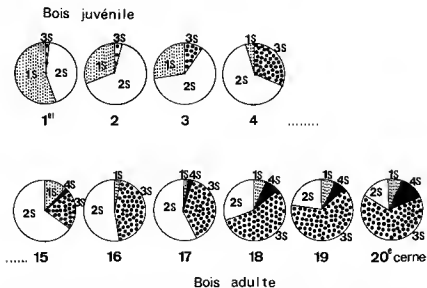 Bois juvénile
3S 3S 3S 1S 3S
1S 2S 1S 2S 1S 2S 2S
1er 2 3 4 ........
1S 4S 3S 1S 3S 1S 4S 3S 1S 4S 1S 4S 1S 4S
2S 2S 2S 2S 2S 2S
3S 3S 3S
...... 15 16 17 18 19 20e cerne
Bois adulte